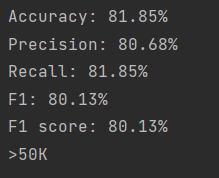 Accuracy: 81.85%
Precision: 80.68%
Recall: 81.85%
F1: 80.13%
F1 score: 80.13%
>50K